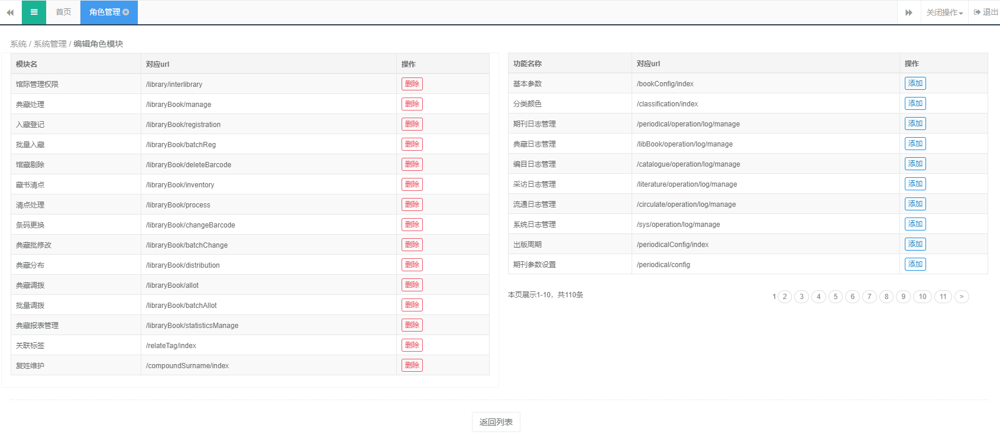 首页 角色管理 关闭操作 退出
系统 / 系统管理 / 编辑角色模块
模块名 对应url 操作
馆际管理权限 /library/interlibrary 删除
典藏处理 /libraryBook/manage 删除
入藏登记 /libraryBook/registration 删除
批量入藏 /libraryBook/batchReg 删除
馆藏剔除 /libraryBook/deleteBarcode 删除
藏书清点 /libraryBook/inventory 删除
清点处理 /libraryBook/process 删除
条码更换 /libraryBook/changeBarcode 删除
典藏批修改 /libraryBook/batchChange 删除
典藏分布 /libraryBook/distribution 删除
典藏调拨 /libraryBook/allot 删除
批量调拨 /libraryBook/batchAllot 删除
典藏报表管理 /libraryBook/statisticsManage 删除
关联标签 /relateTag/index 删除
复姓维护 /compoundSurname/index 删除
功能名称 对应url 操作
基本参数 /bookConfig/index 添加
分类颜色 /classification/index 添加
期刊日志管理 /periodical/operation/log/manage 添加
典藏日志管理 /libBook/operation/log/manage 添加
编目日志管理 /catalogue/operation/log/manage 添加
采访日志管理 /literature/operation/log/manage 添加
流通日志管理 /circulate/operation/log/manage 添加
系统日志管理 /sys/operation/log/manage 添加
出版周期 /periodicalConfig/index 添加
期刊参数设置 /periodical/config 添加
本页展示1-10，共110条 1 2 3 4 5 6 7 8 9 10 11 >
返回列表